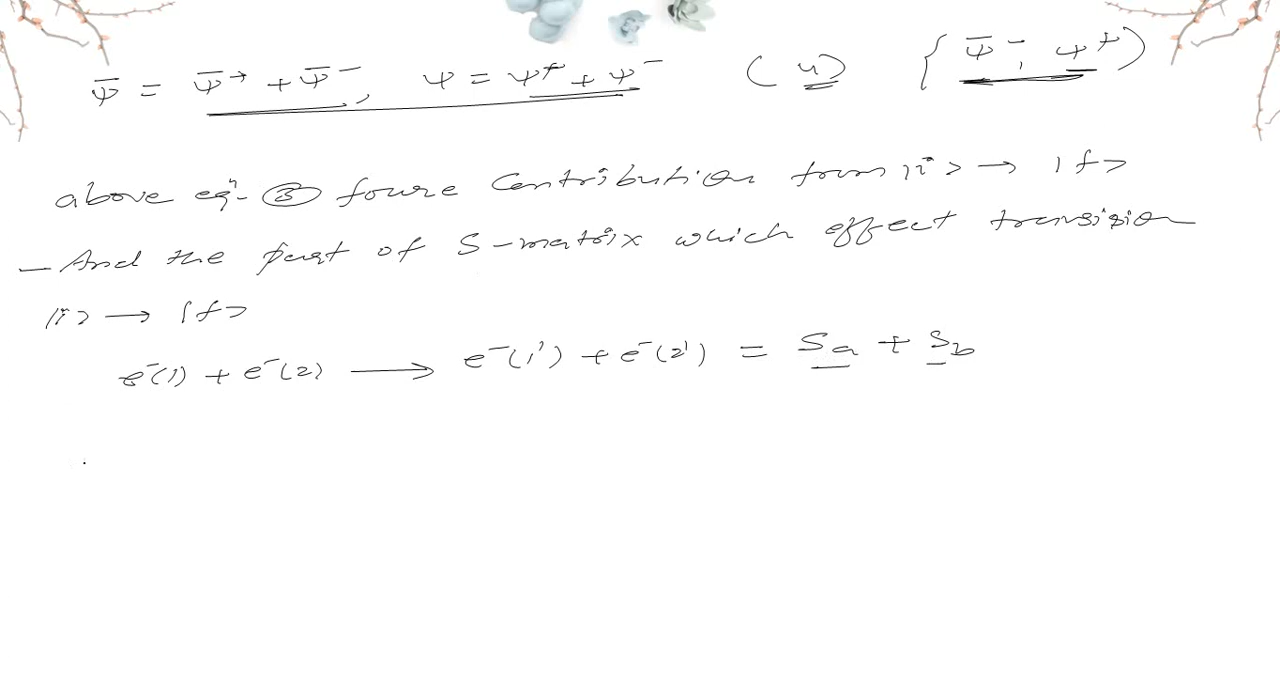 ψ̄ = ψ̄⁺ + ψ̄⁻, ψ = ψ⁺ + ψ⁻ (4) { ψ̄⁻, ψ⁺ )
above eqⁿ- ③ foure Contribution from |i> → |f>
- And the part of S-matrix which effect transision
|i> → |f>
e⁻(1) + e⁻(2) ⟶ e⁻(1') + e⁻(2') = Sa + Sb